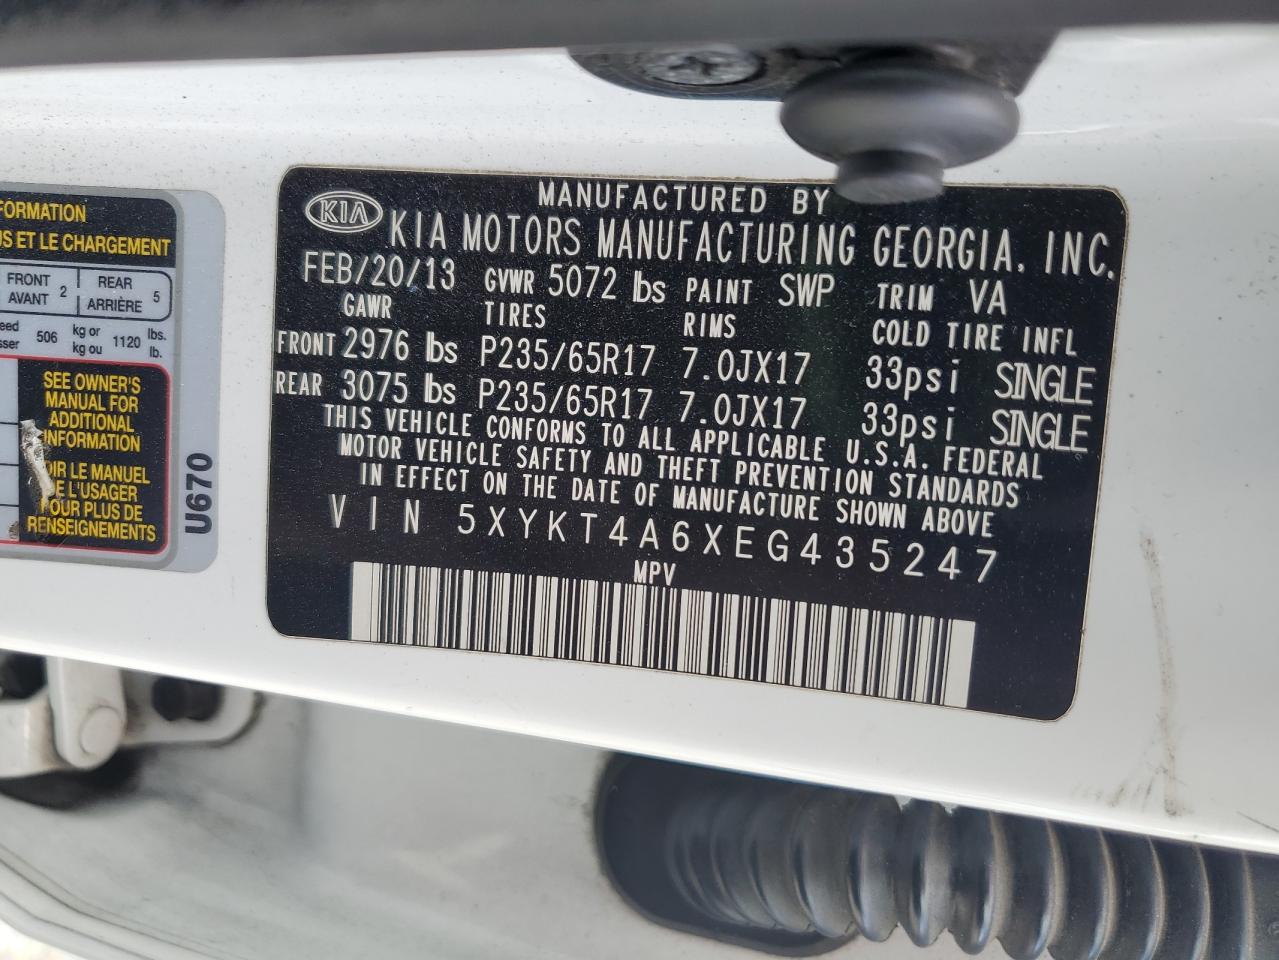 FORMATION
US ET LE CHARGEMENT
FRONT
AVANT 2
REAR
ARRIÈRE 5
506 kg or
kg ou 1120 lbs.
lb.
SEE OWNER'S
MANUAL FOR
ADDITIONAL
INFORMATION
OIR LE MANUEL
DE L'USAGER
POUR PLUS DE
RENSEIGNEMENTS
U670
KIA
MANUFACTURED BY
KIA MOTORS MANUFACTURING GEORGIA, INC.
FEB/20/13 GVWR 5072 lbs PAINT SWP TRIM VA
GAWR TIRES RIMS COLD TIRE INFL
FRONT 2976 lbs P235/65R17 7.0JX17 33psi SINGLE
REAR 3075 lbs P235/65R17 7.0JX17 33psi SINGLE
THIS VEHICLE CONFORMS TO ALL APPLICABLE U.S.A. FEDERAL
MOTOR VEHICLE SAFETY AND THEFT PREVENTION STANDARDS
IN EFFECT ON THE DATE OF MANUFACTURE SHOWN ABOVE
VIN 5XYKT4A6XEG435247
MPV